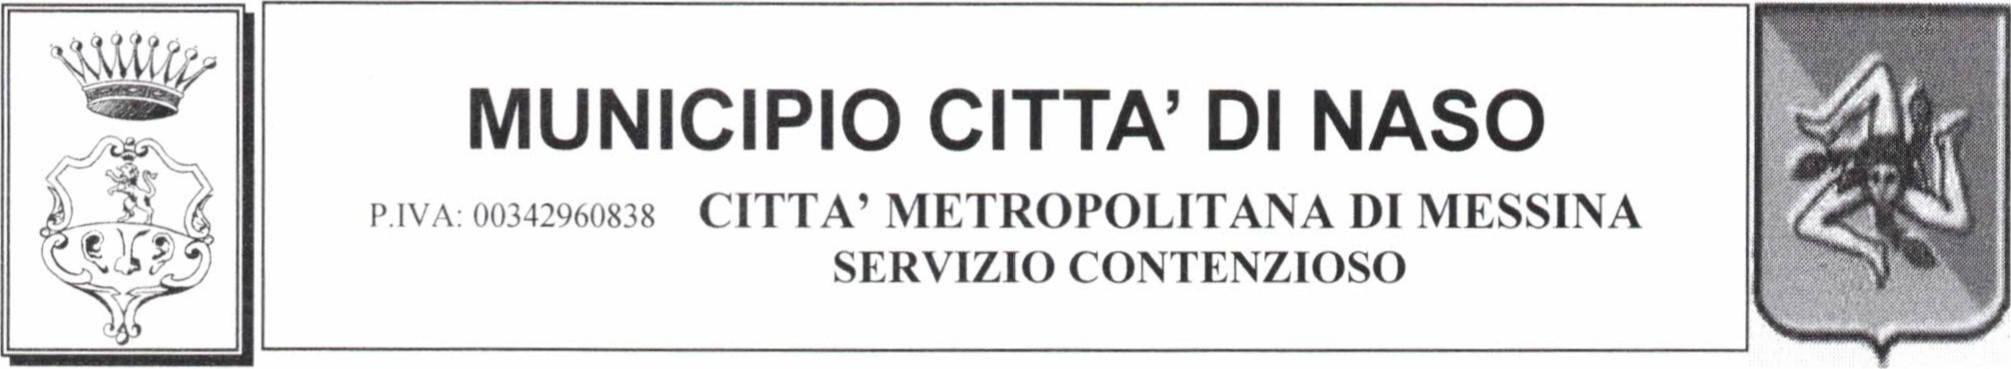 MUNICIPIO CITTA’ DI NASO
P.IVA: 00342960838 CITTA’ METROPOLITANA DI MESSINA
SERVIZIO CONTENZIOSO